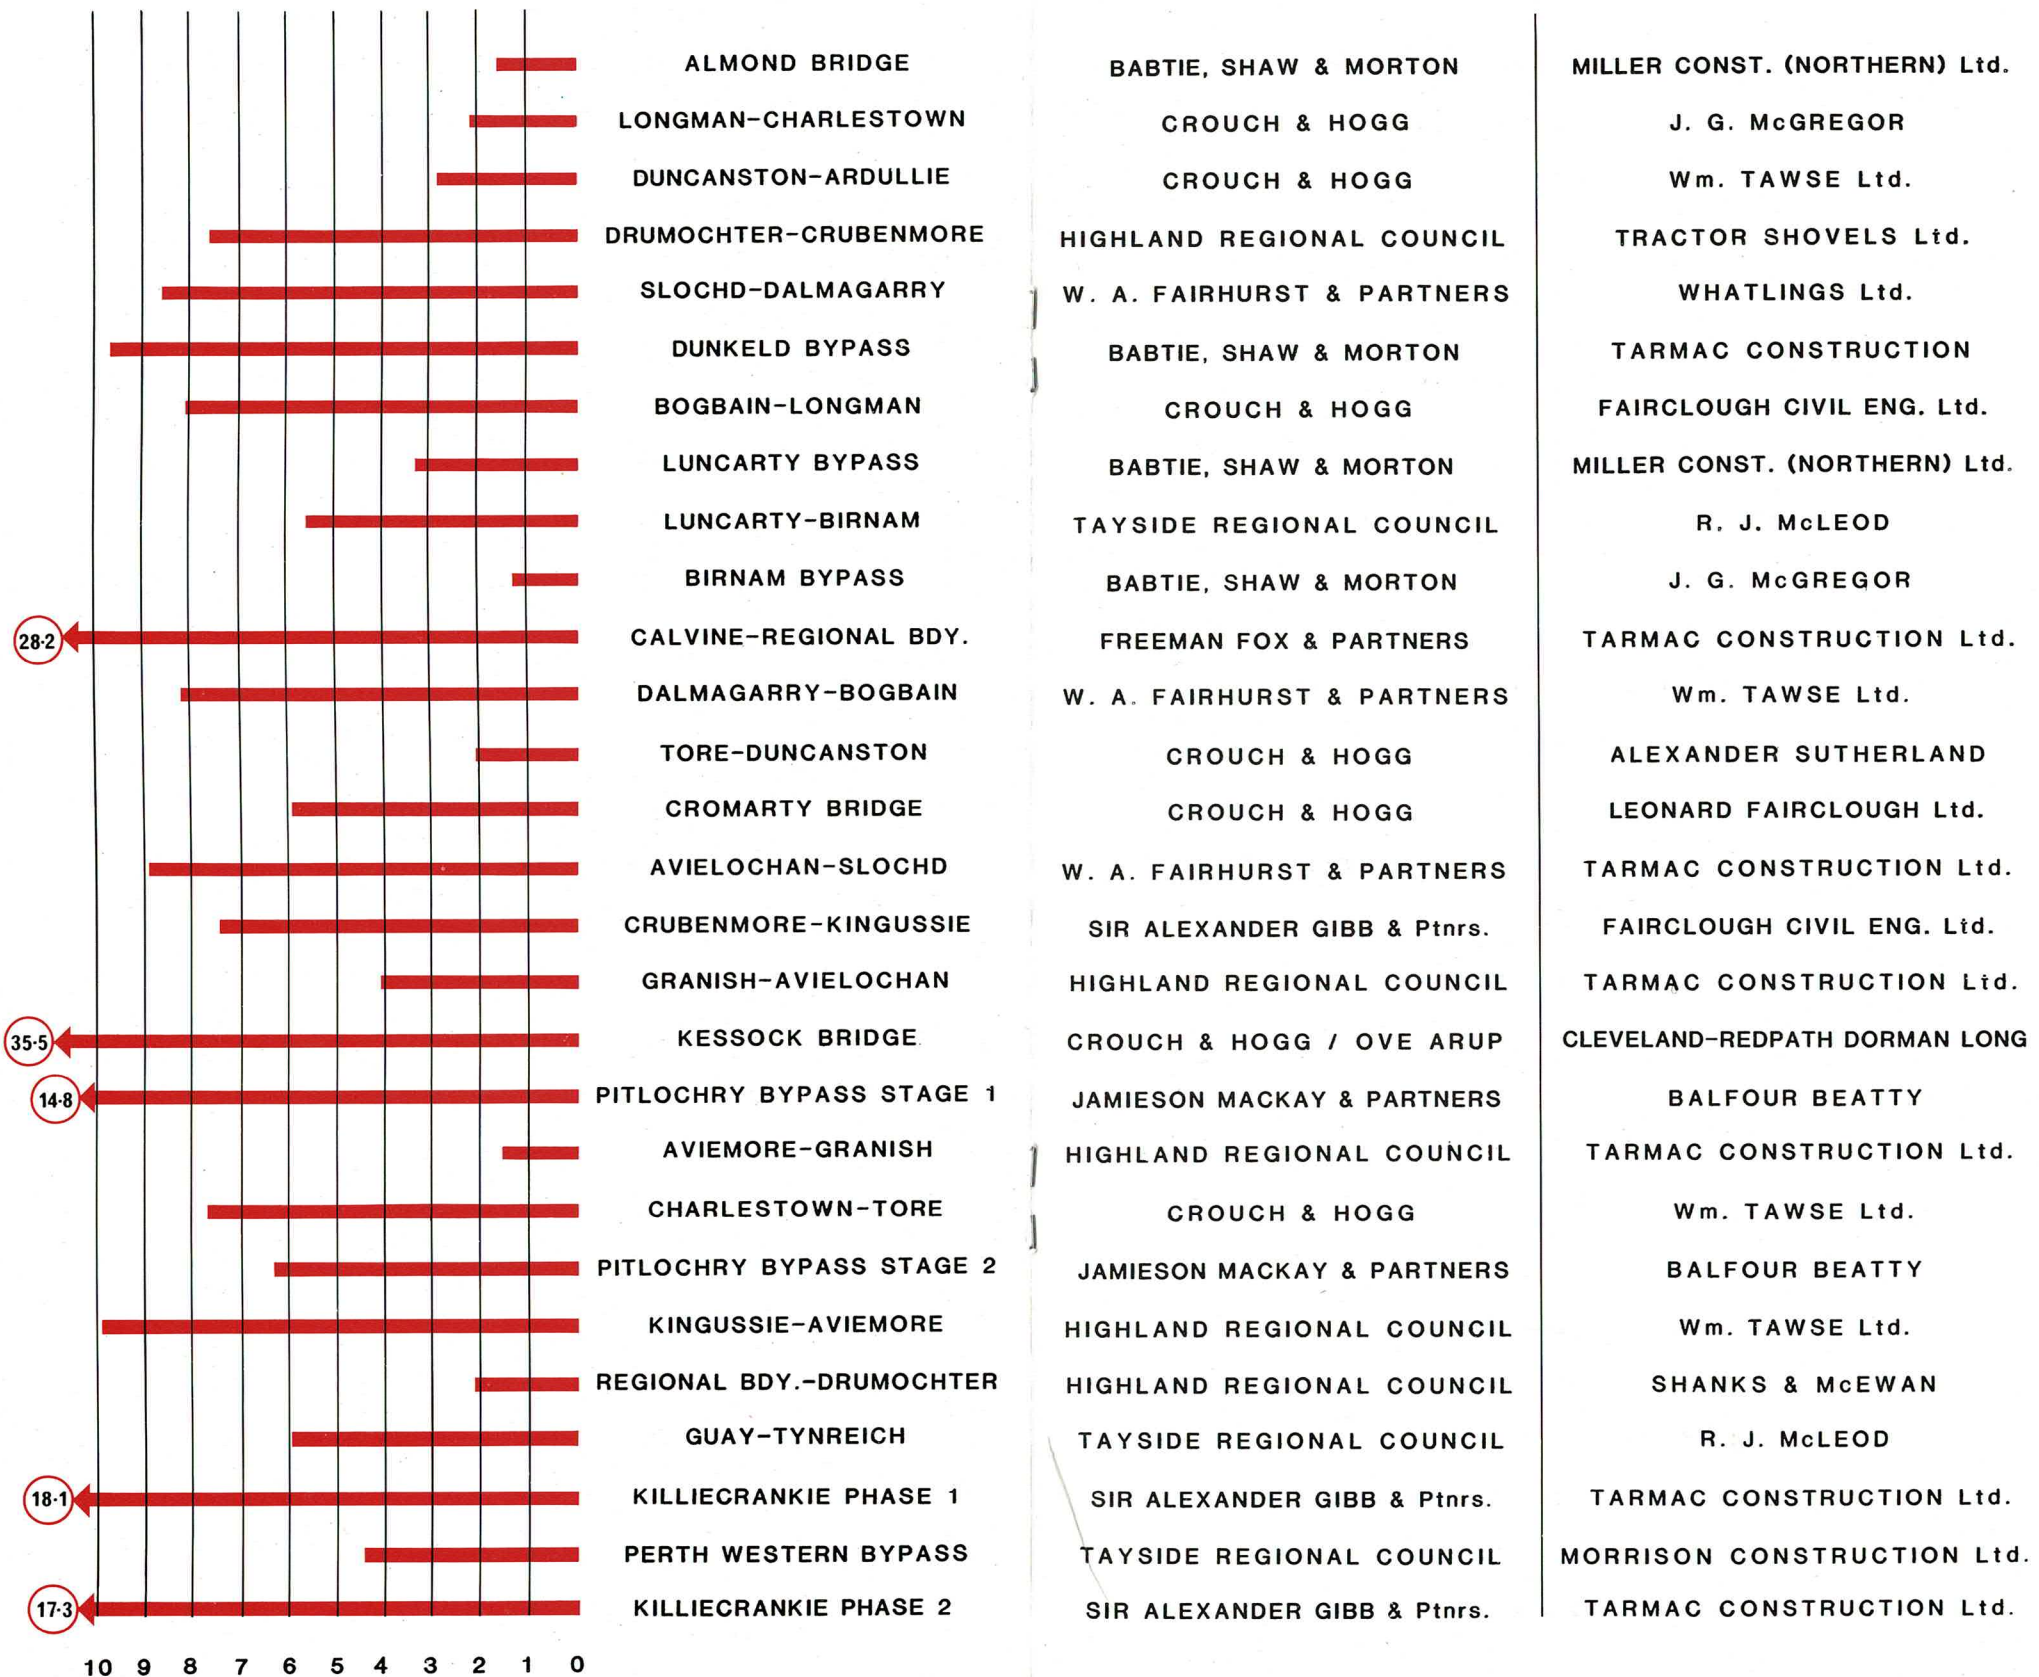 ALMOND BRIDGE BABTIE, SHAW & MORTON MILLER CONST. (NORTHERN) Ltd.
LONGMAN-CHARLESTOWN CROUCH & HOGG J. G. McGREGOR
DUNCANSTON-ARDULLIE CROUCH & HOGG Wm. TAWSE Ltd.
DRUMOCHTER-CRUBENMORE HIGHLAND REGIONAL COUNCIL TRACTOR SHOVELS Ltd.
SLOCHD-DALMAGARRY W. A. FAIRHURST & PARTNERS WHATLINGS Ltd.
DUNKELD BYPASS BABTIE, SHAW & MORTON TARMAC CONSTRUCTION
BOGBAIN-LONGMAN CROUCH & HOGG FAIRCLOUGH CIVIL ENG. Ltd.
LUNCARTY BYPASS BABTIE, SHAW & MORTON MILLER CONST. (NORTHERN) Ltd.
LUNCARTY-BIRNAM TAYSIDE REGIONAL COUNCIL R. J. McLEOD
BIRNAM BYPASS BABTIE, SHAW & MORTON J. G. McGREGOR
28·2 CALVINE-REGIONAL BDY. FREEMAN FOX & PARTNERS TARMAC CONSTRUCTION Ltd.
DALMAGARRY-BOGBAIN W. A. FAIRHURST & PARTNERS Wm. TAWSE Ltd.
TORE-DUNCANSTON CROUCH & HOGG ALEXANDER SUTHERLAND
CROMARTY BRIDGE CROUCH & HOGG LEONARD FAIRCLOUGH Ltd.
AVIELOCHAN-SLOCHD W. A. FAIRHURST & PARTNERS TARMAC CONSTRUCTION Ltd.
CRUBENMORE-KINGUSSIE SIR ALEXANDER GIBB & Ptnrs. FAIRCLOUGH CIVIL ENG. Ltd.
GRANISH-AVIELOCHAN HIGHLAND REGIONAL COUNCIL TARMAC CONSTRUCTION Ltd.
35·5 KESSOCK BRIDGE CROUCH & HOGG / OVE ARUP CLEVELAND-REDPATH DORMAN LONG
14·8 PITLOCHRY BYPASS STAGE 1 JAMIESON MACKAY & PARTNERS BALFOUR BEATTY
AVIEMORE-GRANISH HIGHLAND REGIONAL COUNCIL TARMAC CONSTRUCTION Ltd.
CHARLESTOWN-TORE CROUCH & HOGG Wm. TAWSE Ltd.
PITLOCHRY BYPASS STAGE 2 JAMIESON MACKAY & PARTNERS BALFOUR BEATTY
KINGUSSIE-AVIEMORE HIGHLAND REGIONAL COUNCIL Wm. TAWSE Ltd.
REGIONAL BDY.-DRUMOCHTER HIGHLAND REGIONAL COUNCIL SHANKS & McEWAN
GUAY-TYNREICH TAYSIDE REGIONAL COUNCIL R. J. McLEOD
18·1 KILLIECRANKIE PHASE 1 SIR ALEXANDER GIBB & Ptnrs. TARMAC CONSTRUCTION Ltd.
PERTH WESTERN BYPASS TAYSIDE REGIONAL COUNCIL MORRISON CONSTRUCTION Ltd.
17·3 KILLIECRANKIE PHASE 2 SIR ALEXANDER GIBB & Ptnrs. TARMAC CONSTRUCTION Ltd.
10 9 8 7 6 5 4 3 2 1 0